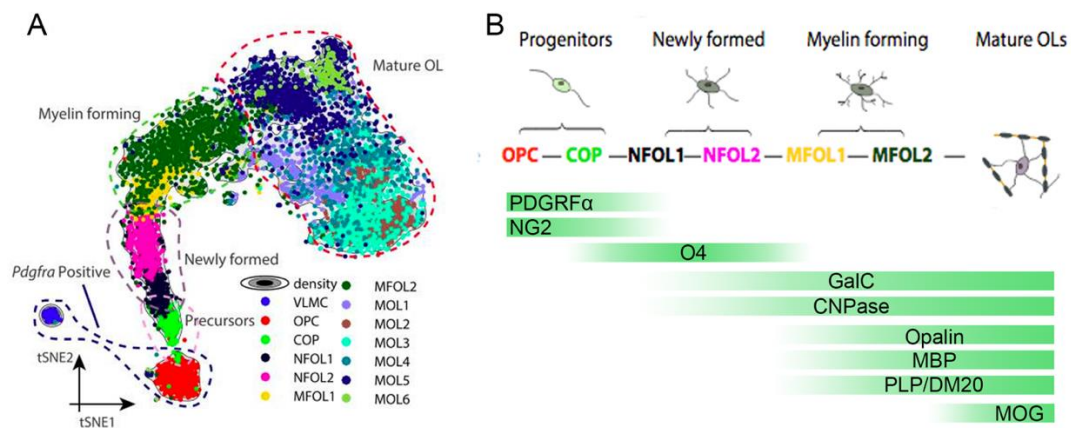 A
Mature OL
Myelin forming
Newly formed
Pdgfra Positive
Precursors
tSNE2
tSNE1
density
VLMC
OPC
COP
NFOL1
NFOL2
MFOL1
MFOL2
MOL1
MOL2
MOL3
MOL4
MOL5
MOL6
B
Progenitors Newly formed Myelin forming Mature OLs
OPC — COP — NFOL1 — NFOL2 — MFOL1 — MFOL2 —
PDGRFα
NG2
O4
GalC
CNPase
Opalin
MBP
PLP/DM20
MOG